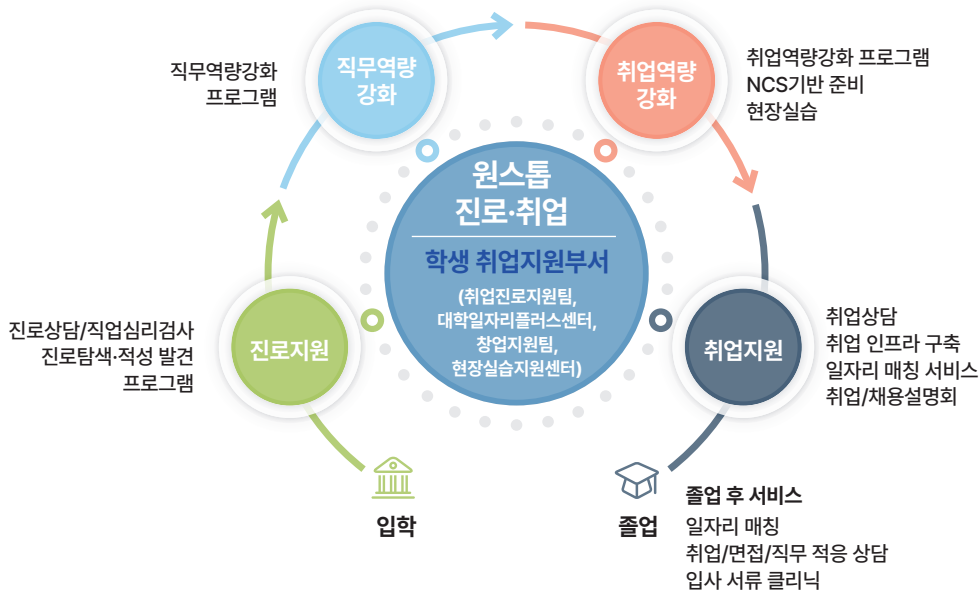 직무역량강화
프로그램
직무역량
강화
취업역량
강화
취업역량강화 프로그램
NCS기반 준비
현장실습
원스톱
진로·취업
학생 취업지원부서
(취업진로지원팀,
대학일자리플러스센터,
창업지원팀,
현장실습지원센터)
진로상담/직업심리검사
진로탐색·적성 발견
프로그램
진로지원
취업지원
취업상담
취업 인프라 구축
일자리 매칭 서비스
취업/채용설명회
입학
졸업
졸업 후 서비스
일자리 매칭
취업/면접/직무 적응 상담
입사 서류 클리닉